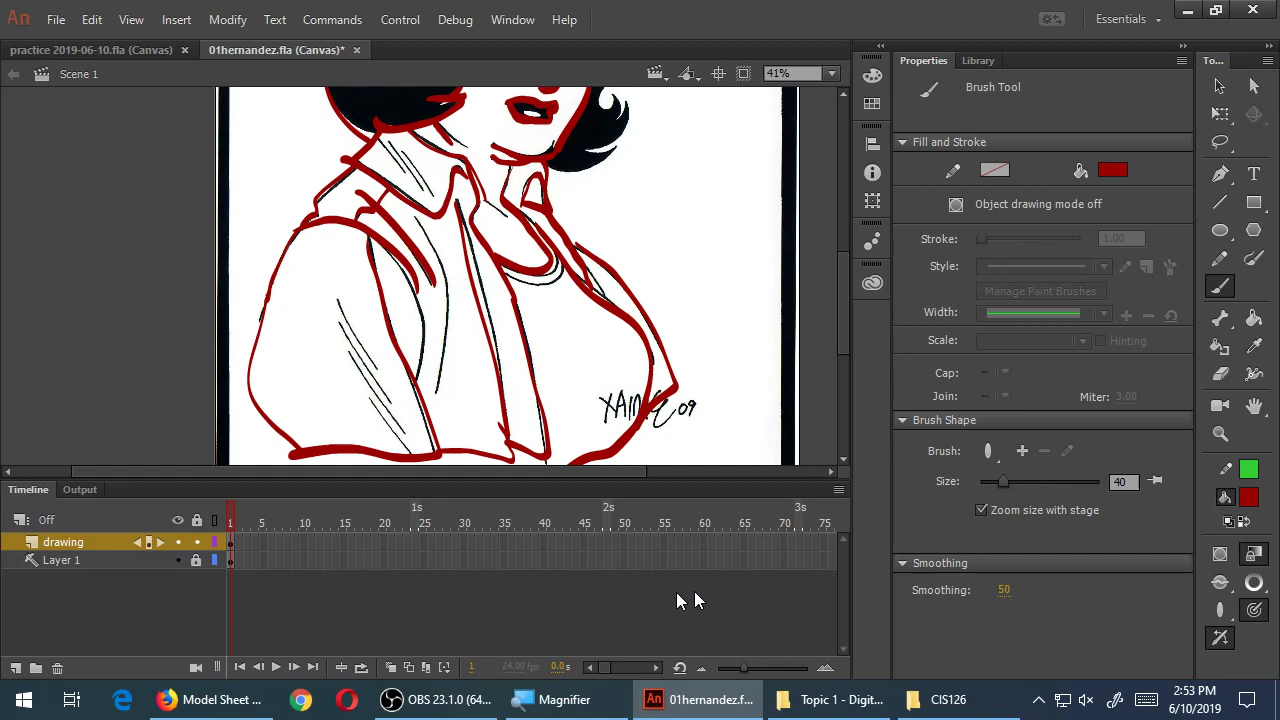 An File Edit View Insert Modify Text Commands Control Debug Window Help Essentials
practice 2019-06-10.fla (Canvas) × 01hernandez.fla (Canvas)* ×
Scene 1 41%
Properties Library To...
Brush Tool
Fill and Stroke
Object drawing mode off
Stroke: 1.00
Style:
Manage Paint Brushes
Width:
Scale: Hinting
Cap:
Join: Miter: 3.00
Brush Shape
Brush:
Size: 40
Zoom size with stage
Smoothing
Smoothing: 50
09
Timeline Output
1s 2s 3s
Off 1 5 10 15 20 25 30 35 40 45 50 55 60 65 70 75
drawing
Layer 1
1 24.00 fps 0.0 s
Model Sheet ... OBS 23.1.0 (64... Magnifier 01hernandez.f... Topic 1 - Digit... CIS126
2:53 PM
6/10/2019